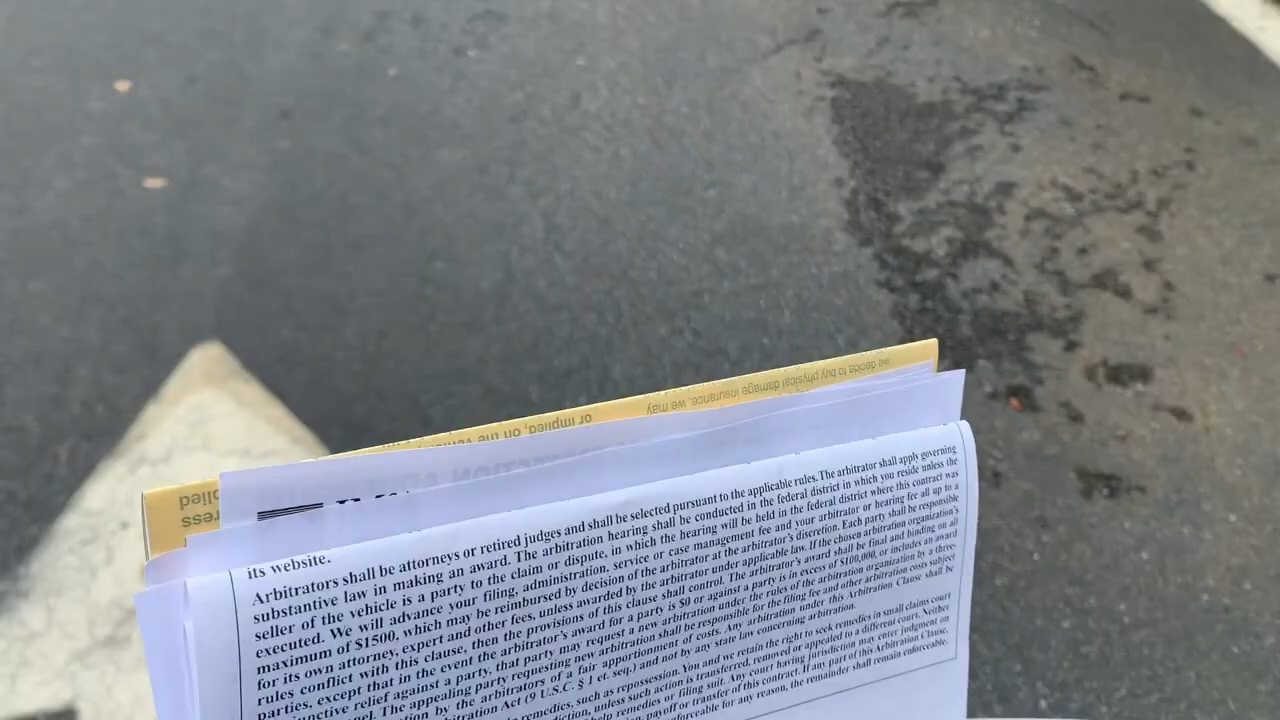 we decide to buy physical damage insurance, we may
or implied, on the
its website.
Arbitrators shall be attorneys or retired judges and shall be selected pursuant to the applicable rules.The arbitrator shall apply governing
substantive law in making an award. The arbitration hearing shall be conducted in the federal district in which you reside unless the
seller of the vehicle is a party to the claim or dispute, in which the hearing will be held in the federal district where this contract was
executed. We will advance your filing, administration, service or case management fee and your arbitrator or hearing fee all up to a
maximum of $1500, which may be reimbursed by decision of the arbitrator at the arbitrator's discretion. Each party shall be responsible
for its own attorney, expert and other fees, unless awarded by the arbitrator under applicable law. If the chosen arbitration organization's
rules conflict with this clause, then the provisions of this clause shall control. The arbitrator's award shall be final and binding on all
parties, except that in the event the arbitrator's award for a party is $0 or against a party is in excess of $100,000, or includes an award
injunctive relief against a party, that party may request a new arbitration under the rules of the arbitration organization by a three-
The appealing party requesting new arbitration shall be responsible for the filing fee and other arbitration costs subject
by the arbitrators of a fair apportionment of costs. Any arbitration under this Arbitration Clause shall be
Act (9 U.S.C. § 1 et. seq.) and not by any state law concerning arbitration.
remedies, such as repossession. You and we retain the right to seek remedies in small claims court
unless such action is transferred, removed or appealed to a different court. Neither
remedies or filing suit. Any court having jurisdiction may enter judgment on
payoff or transfer of this contract. If any part of this Arbitration Clause,
for any reason, the remainder shall remain enforceable.